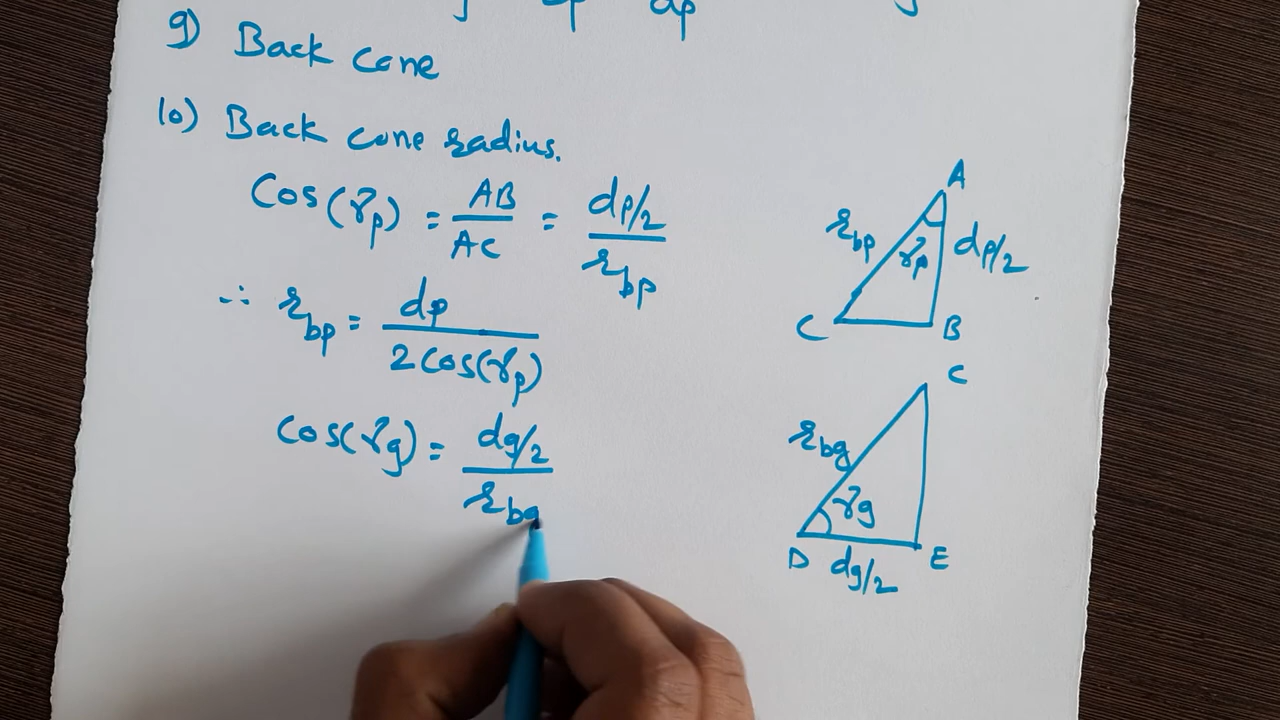 9) Back cone
10) Back cone radius.
Cos(γp) = AB/AC = dp/2 / rbp
∴ rbp = dp / 2Cos(γp)
Cos(γg) = dg/2 / rbg
A
rbp
γp
dp/2
C
B
C
rbg
γg
D
dg/2
E